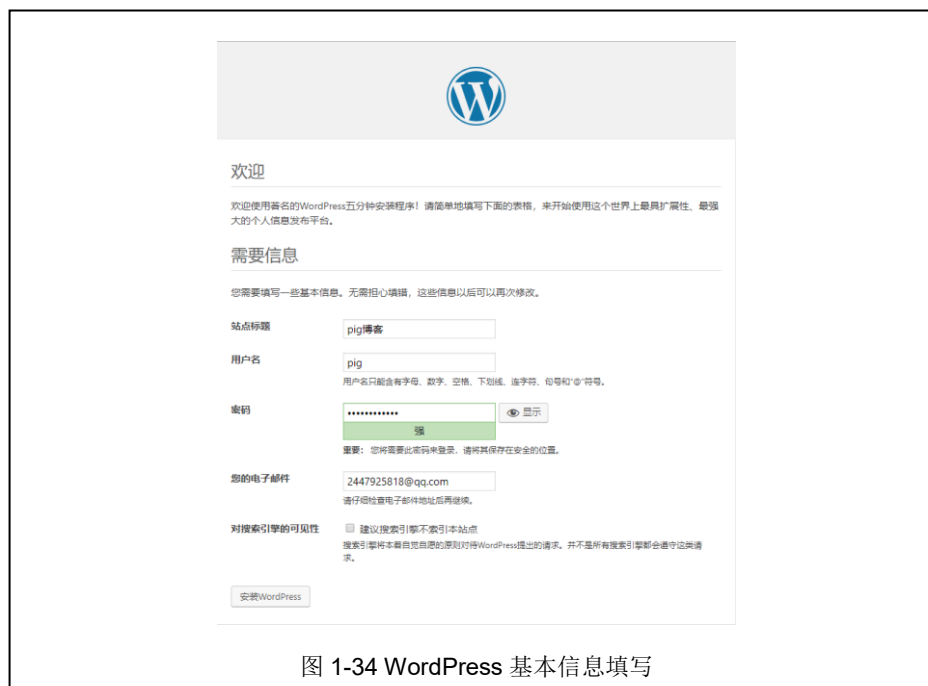 欢迎
欢迎使用著名的WordPress五分钟安装程序！请简单地填写下面的表格，来开始使用这个世界上最具扩展性、最强
大的个人信息发布平台。
需要信息
您需要填写一些基本信息。无需担心填错，这些信息以后可以再次修改。
站点标题 pig博客
用户名 pig
用户名只能含有字母、数字、空格、下划线、连字符、句号和“@”符号。
密码 •••••••••••• 显示
强
重要： 您将需要此密码来登录，请将其保存在安全的位置。
您的电子邮件 2447925818@qq.com
请仔细检查电子邮件地址后再继续。
对搜索引擎的可见性 建议搜索引擎不索引本站点
搜索引擎将本着自觉自愿的原则对待WordPress提出的请求。并不是所有搜索引擎都会遵守这类请
求。
安装WordPress
图 1-34 WordPress 基本信息填写